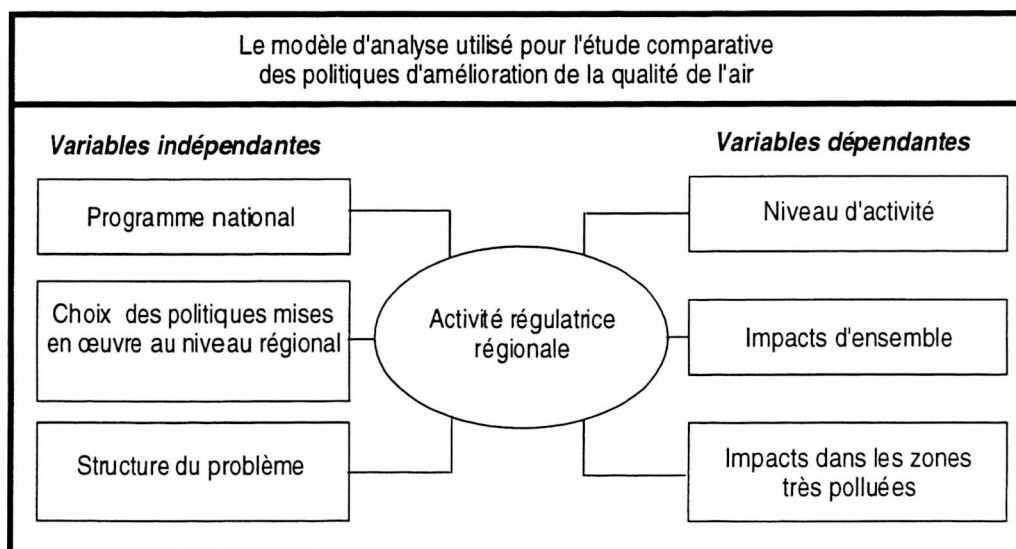 Le modèle d'analyse utilisé pour l'étude comparative
des politiques d'amélioration de la qualité de l'air
Variables indépendantes
Programme national
Choix des politiques mises
en œuvre au niveau régional
Structure du problème
Activité régulatrice
régionale
Variables dépendantes
Niveau d'activité
Impacts d'ensemble
Impacts dans les zones
très polluées